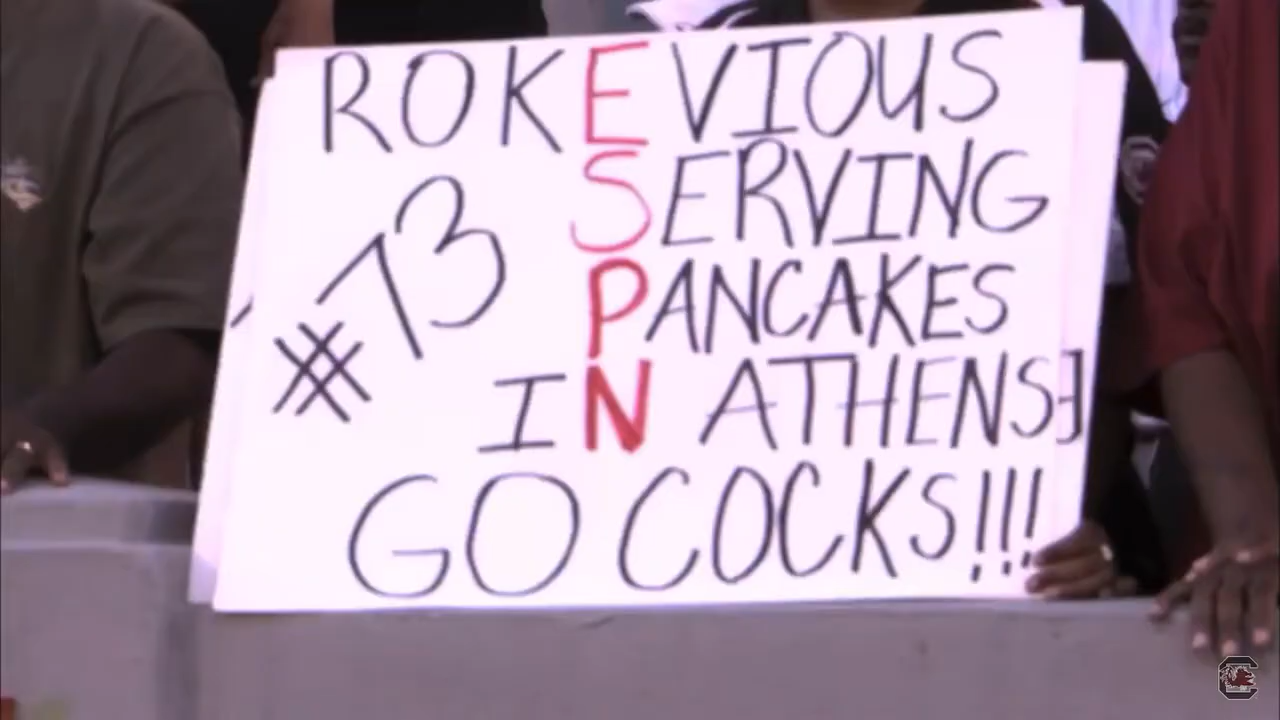 ROKEVIOUS
#73 SERVING
PANCAKES
IN ATHENS]
GO COCKS!!!